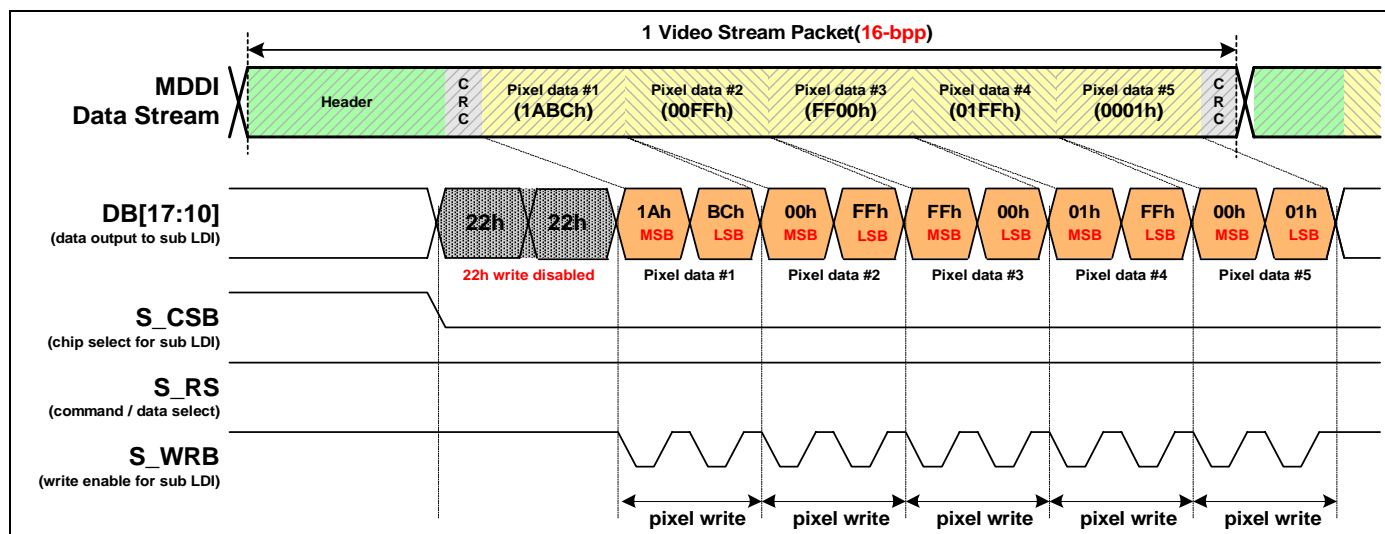 1 Video Stream Packet(16-bpp)
MDDI
Data Stream
Header
C
R
C
Pixel data #1
(1ABCh)
Pixel data #2
(00FFh)
Pixel data #3
(FF00h)
Pixel data #4
(01FFh)
Pixel data #5
(0001h)
C
R
C
DB[17:10]
(data output to sub LDI)
22h 22h
1Ah BCh 00h FFh FFh 00h 01h FFh 00h 01h
MSB LSB MSB LSB MSB LSB MSB LSB MSB LSB
22h write disabled Pixel data #1 Pixel data #2 Pixel data #3 Pixel data #4 Pixel data #5
S_CSB
(chip select for sub LDI)
S_RS
(command / data select)
S_WRB
(write enable for sub LDI)
pixel write pixel write pixel write pixel write pixel write